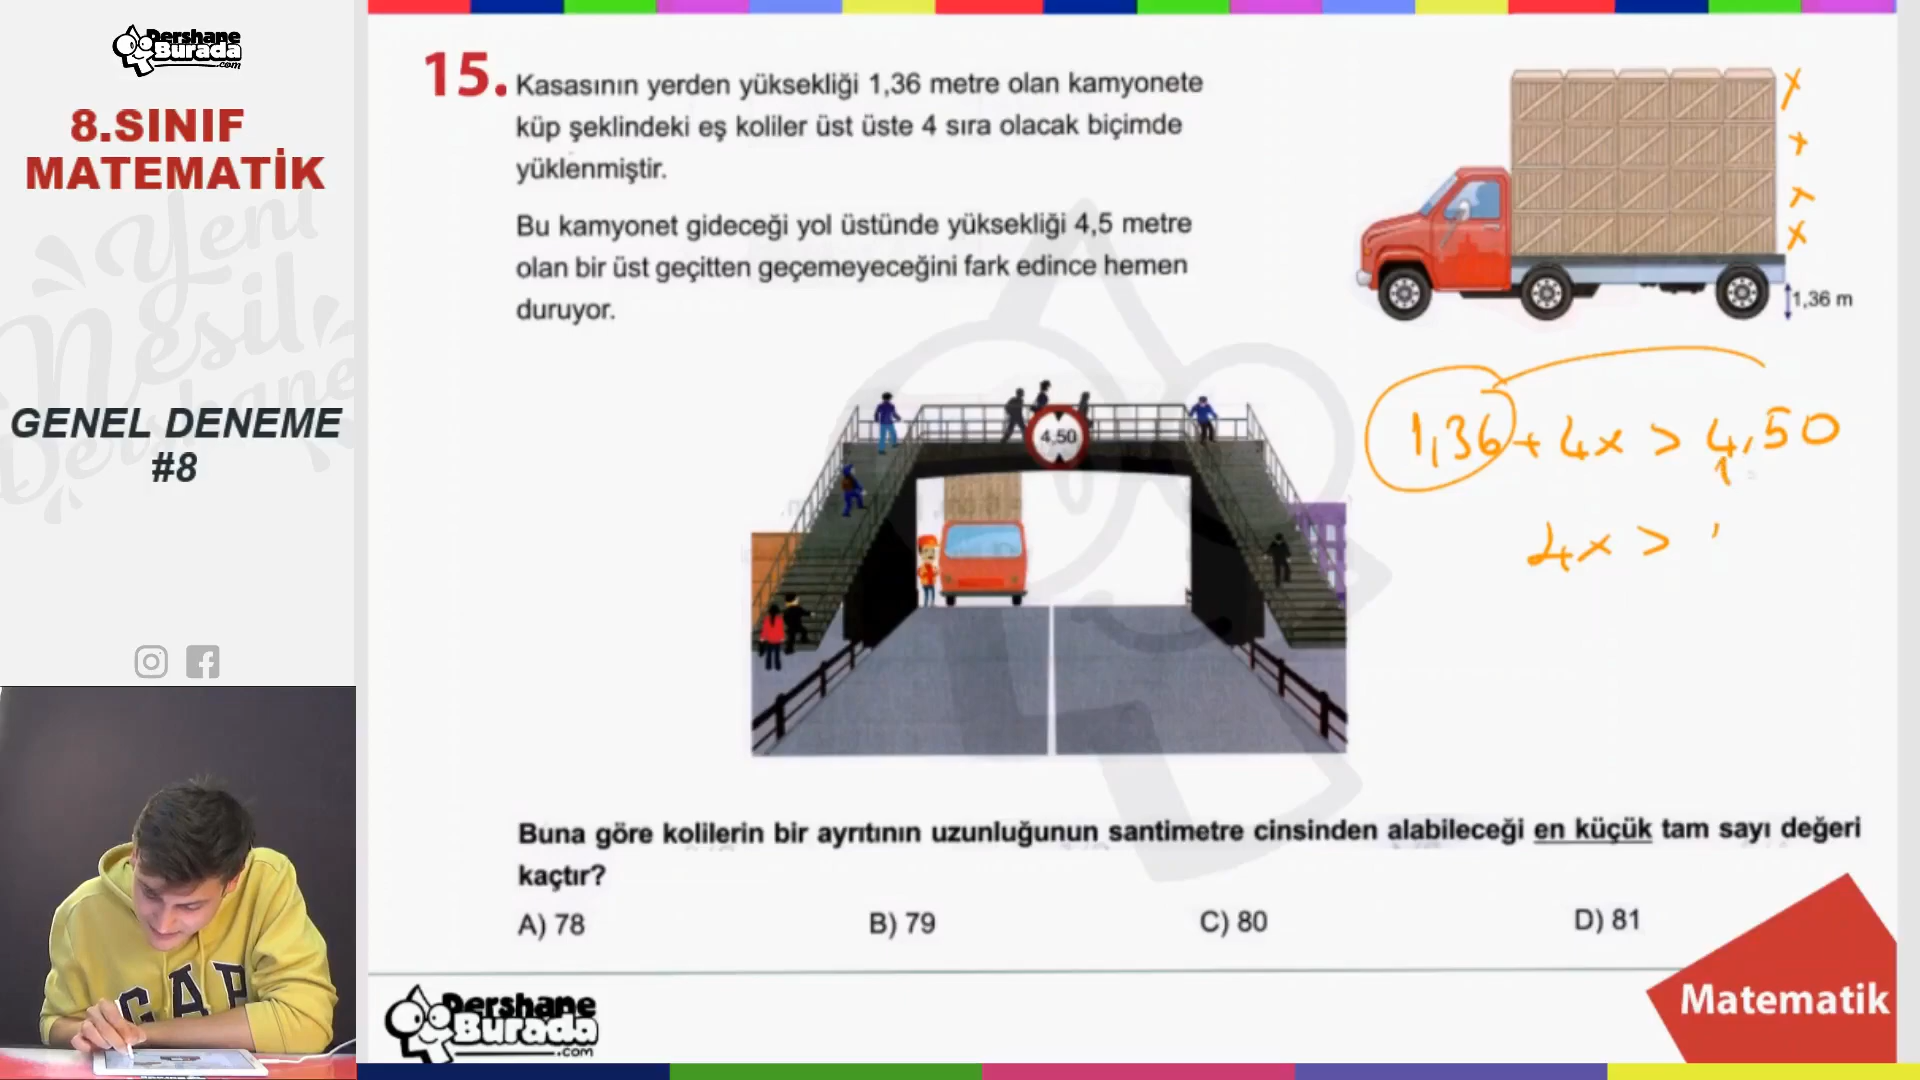 Dershane
Burada
.com
8.SINIF
MATEMATİK
Yeni
Nesil
Dershane
GENEL DENEME
#8
15. Kasasının yerden yüksekliği 1,36 metre olan kamyonete
küp şeklindeki eş koliler üst üste 4 sıra olacak biçimde
yüklenmiştir.
Bu kamyonet gideceği yol üstünde yüksekliği 4,5 metre
olan bir üst geçitten geçemeyeceğini fark edince hemen
duruyor.
x
x
x
x
1,36 m
4,50
1,36 + 4x > 4,50
4x >
Buna göre kolilerin bir ayrıtının uzunluğunun santimetre cinsinden alabileceği en küçük tam sayı değeri
kaçtır?
A) 78 B) 79 C) 80 D) 81
GAP
Dershane
Burada
.com
Matematik